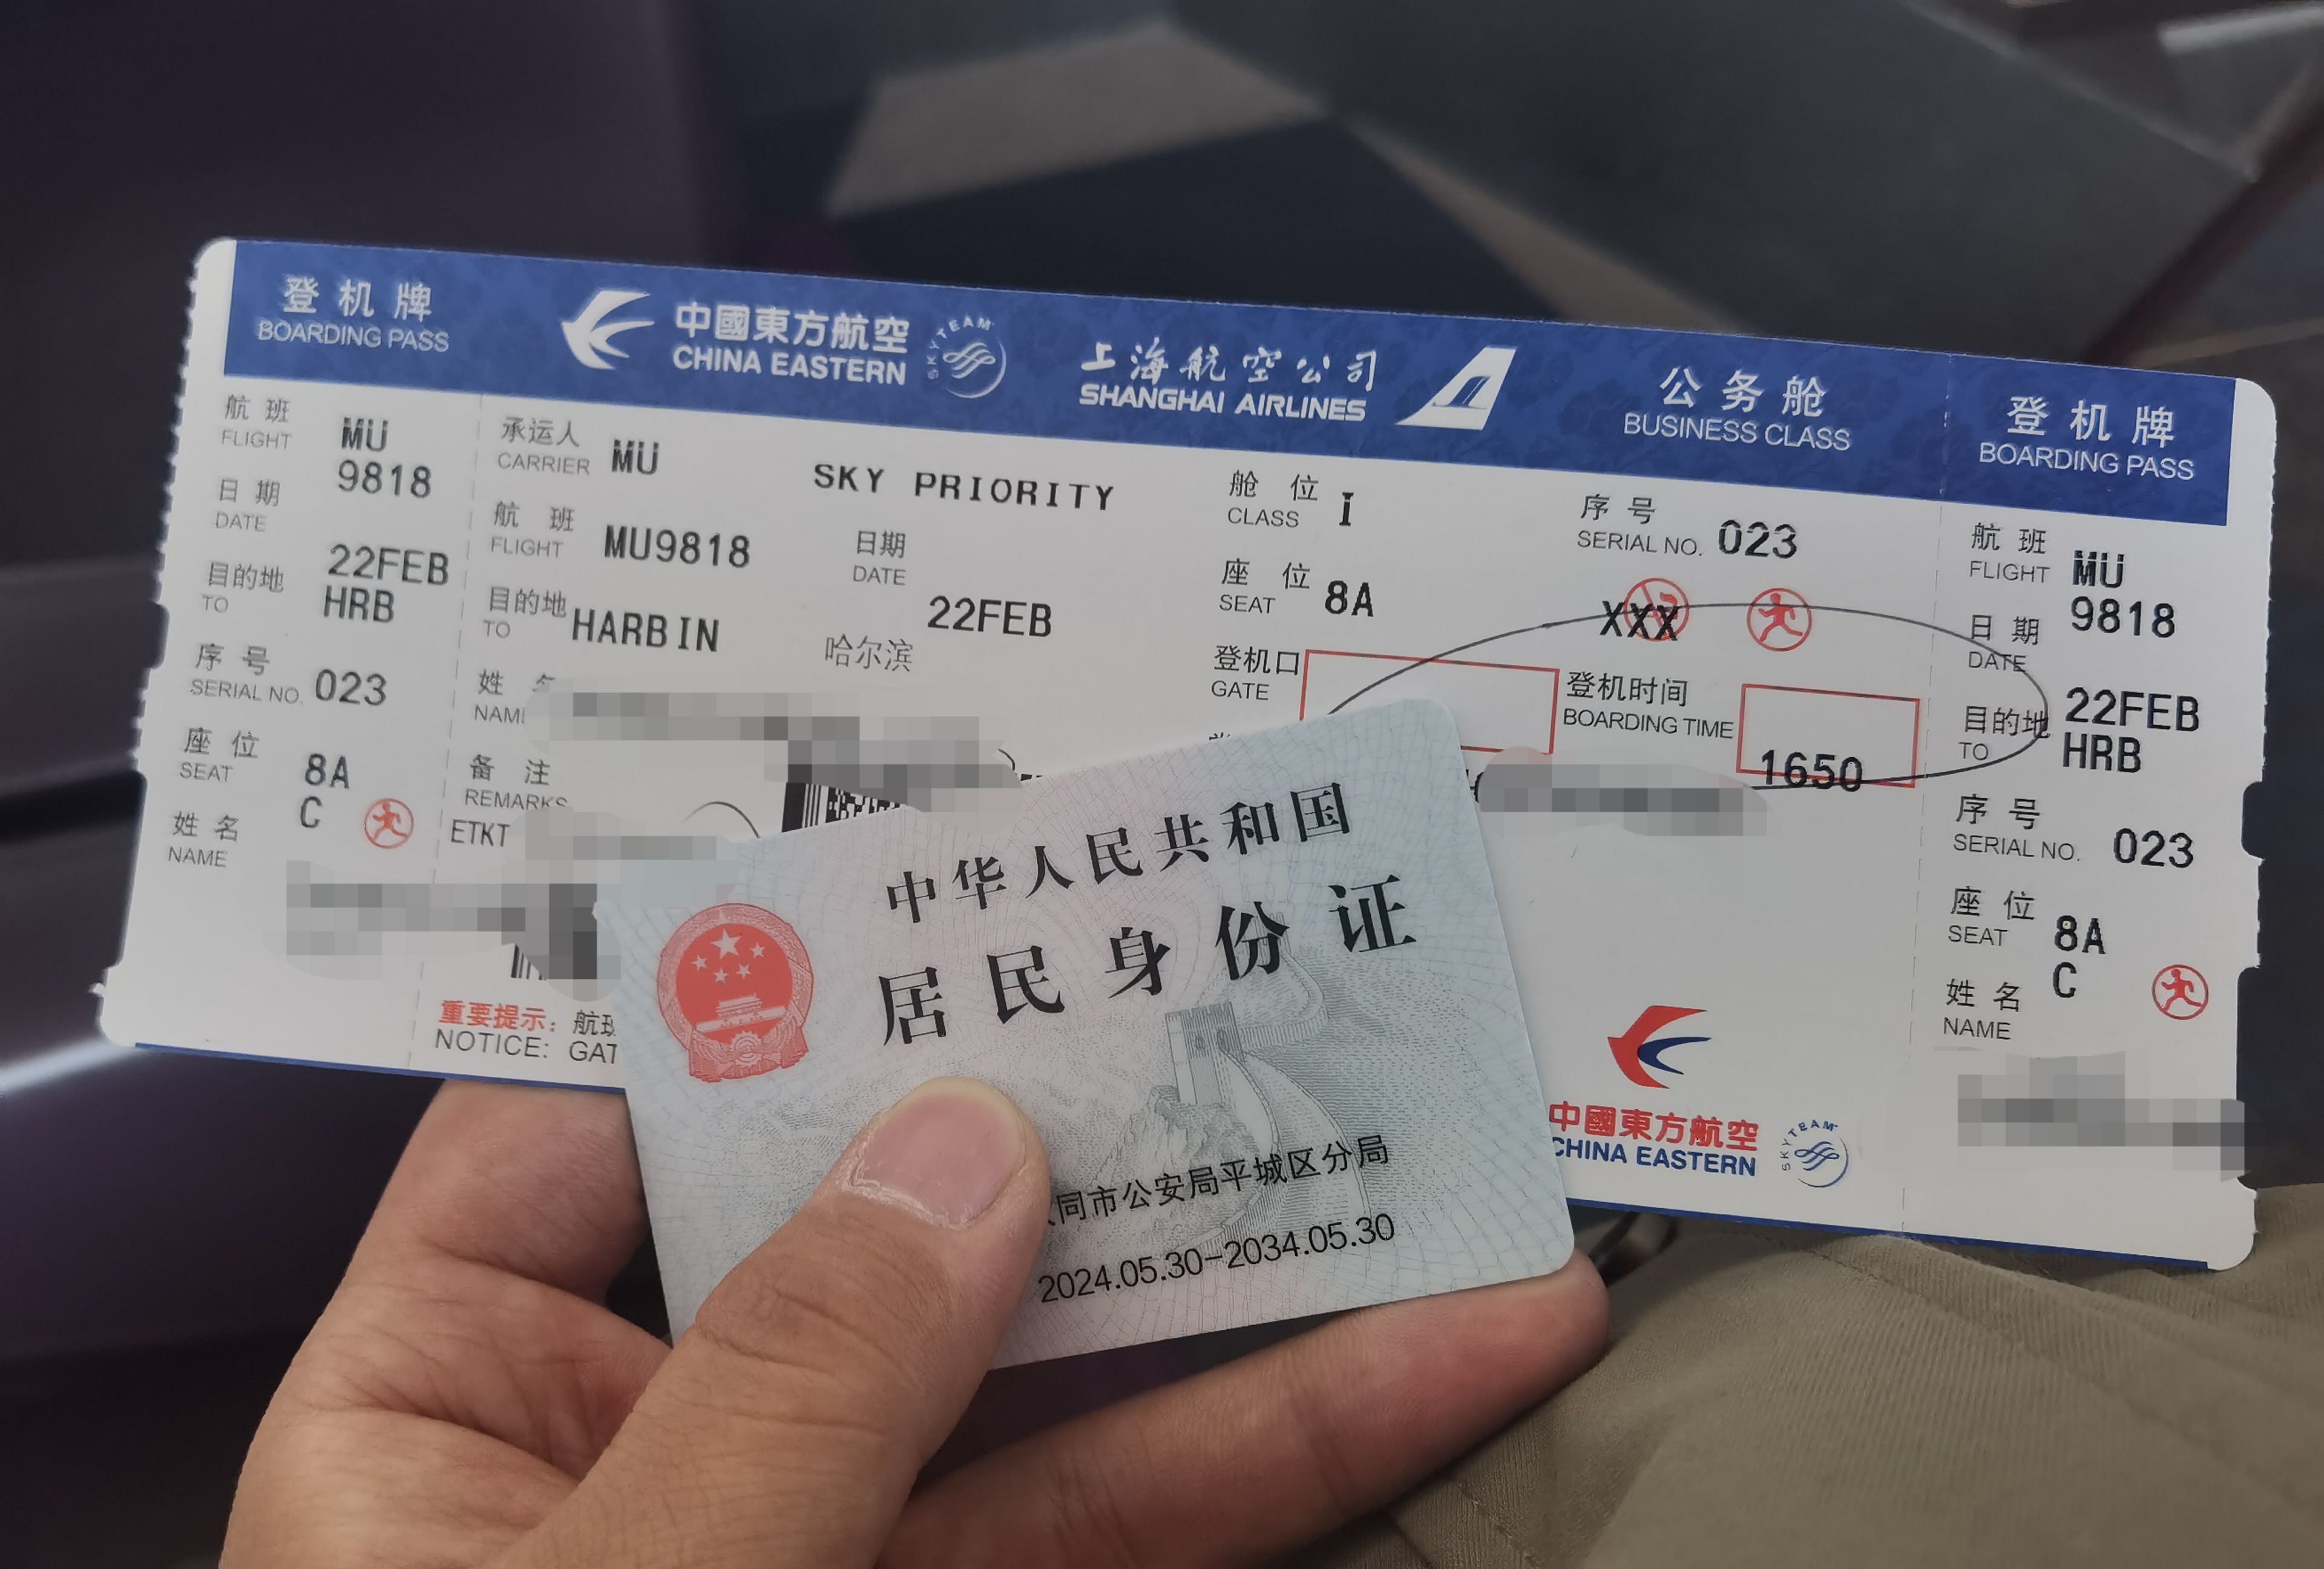 登机牌
BOARDING PASS
中國東方航空
CHINA EASTERN
SKYTEAM
上海航空公司
SHANGHAI AIRLINES
公务舱
BUSINESS CLASS
登机牌
BOARDING PASS
航班
FLIGHT
MU
9818
日期
DATE
22FEB
目的地
TO
HRB
序号
SERIAL NO. 023
座位
SEAT
8A
C
姓名
NAME
承运人
CARRIER MU
SKY PRIORITY
航班
FLIGHT MU9818
日期
DATE
22FEB
目的地
TO HARBIN
哈尔滨
姓
备注
REMARKS
ETKT
重要提示：
NOTICE:
舱位
CLASS I
座位
SEAT 8A
登机口
GATE
序号
SERIAL NO. 023
XXX
登机时间
BOARDING TIME
1650
中國東方航空
CHINA EASTERN
SKYTEAM
航班
FLIGHT
MU
9818
日期
DATE
22FEB
目的地
TO
HRB
序号
SERIAL NO. 023
座位
SEAT
8A
C
姓名
NAME
中华人民共和国
居民身份证
同市公安局平城区分局
2024.05.30-2034.05.30